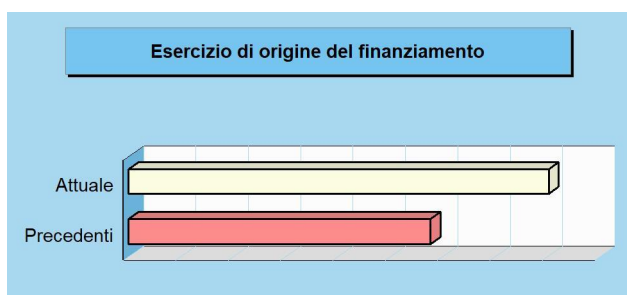 Esercizio di origine del finanziamento
Attuale
Precedenti